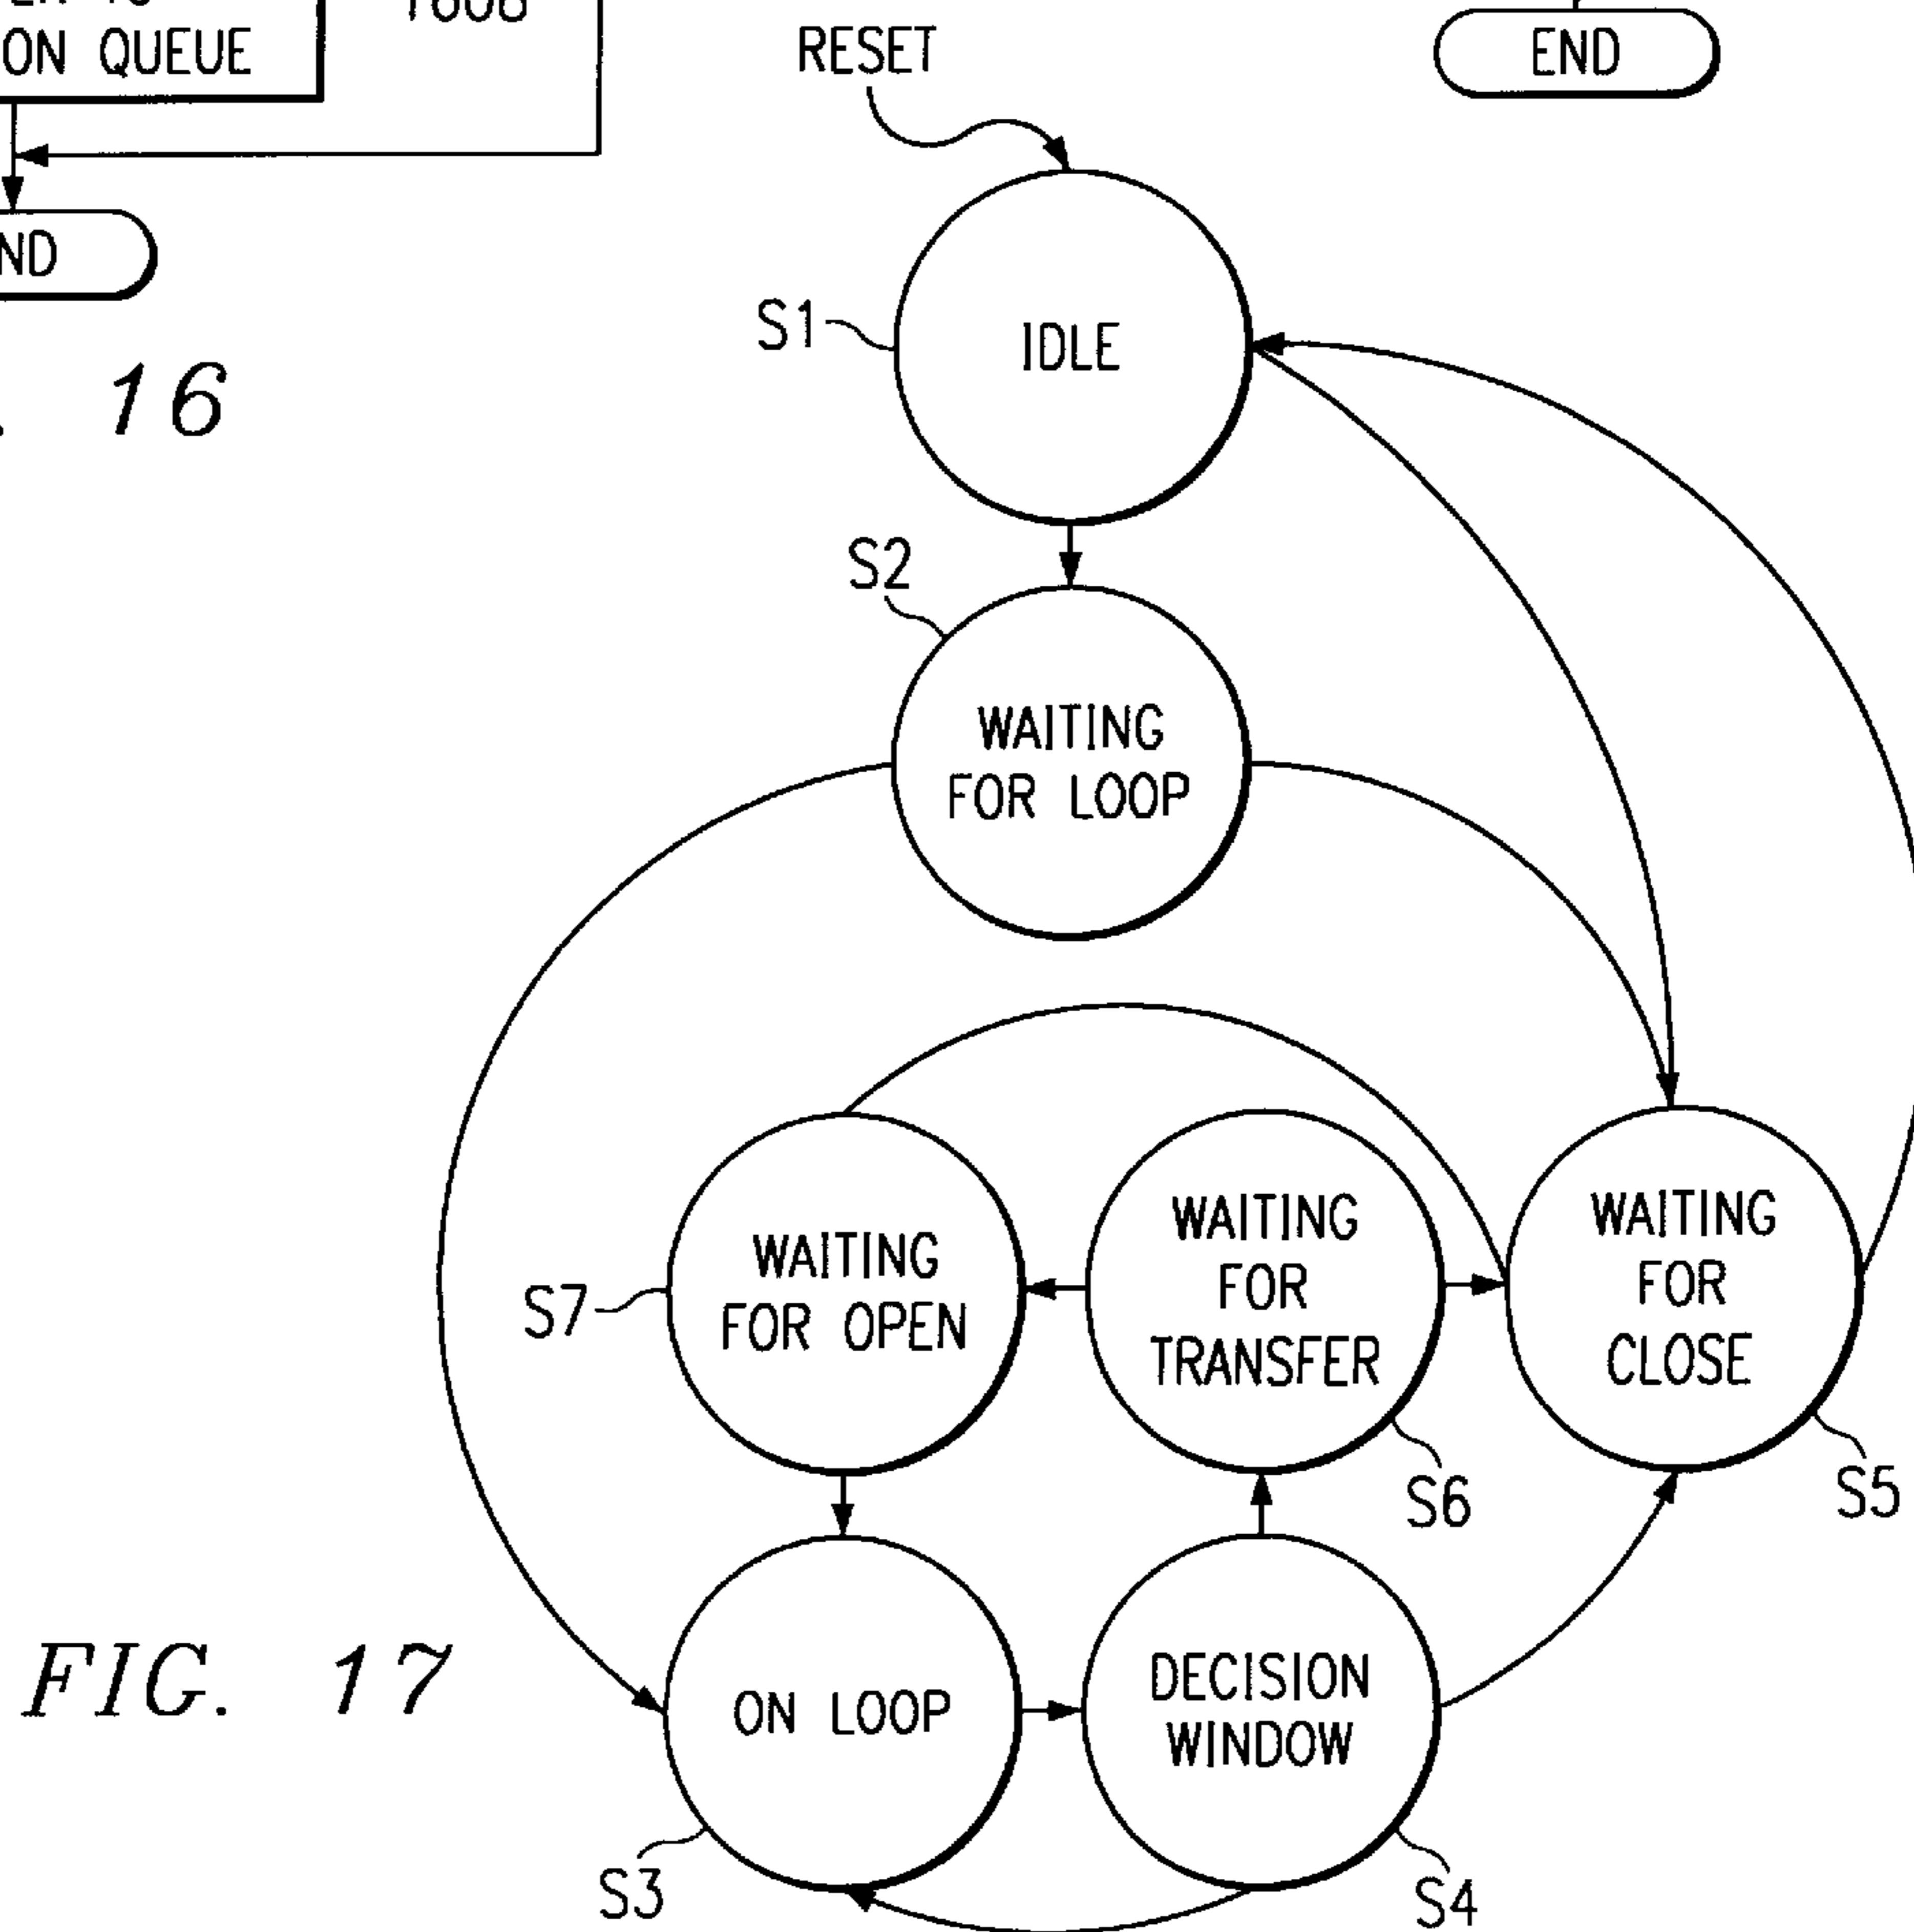 ON QUEUE
RESET
END
S1
IDLE
16
S2
WAITING
FOR LOOP
WAITING
FOR OPEN
S7
WAITING
FOR
TRANSFER
S6
WAITING
FOR
CLOSE
S5
FIG. 17
ON LOOP
S3
DECISION
WINDOW
S4